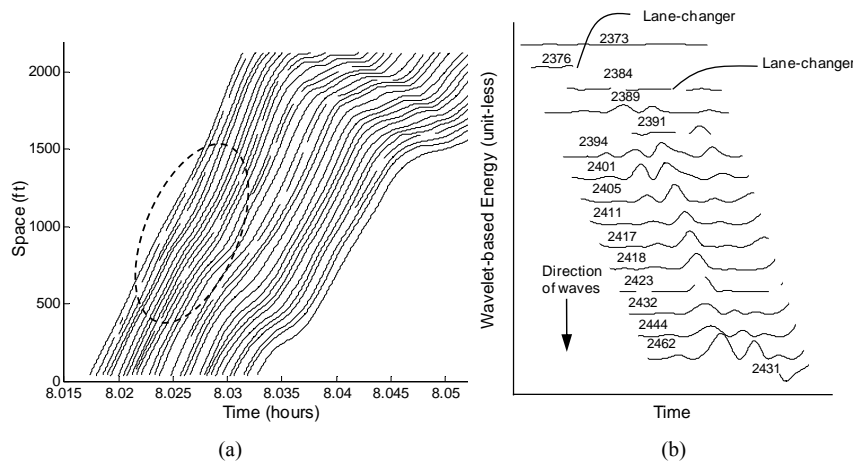 2000
1500
1000
500
0
Space (ft)
8.015 8.02 8.025 8.03 8.035 8.04 8.045 8.05
Time (hours)
(a)
Wavelet-based Energy (unit-less)
Lane-changer
2373
2376
2384
Lane-changer
2389
2391
2394
2401
2405
2411
2417
2418
Direction
of waves
2423
2432
2444
2462
2431
Time
(b)